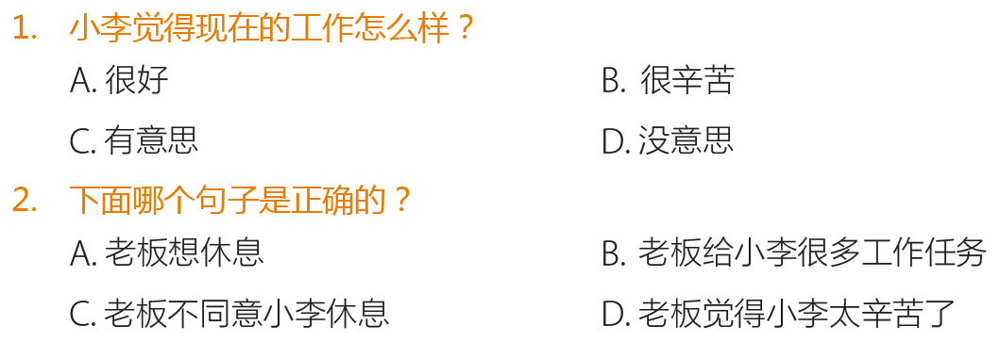 1. 小李觉得现在的工作怎么样？
A. 很好 B. 很辛苦
C. 有意思 D. 没意思
2. 下面哪个句子是正确的？
A. 老板想休息 B. 老板给小李很多工作任务
C. 老板不同意小李休息 D. 老板觉得小李太辛苦了